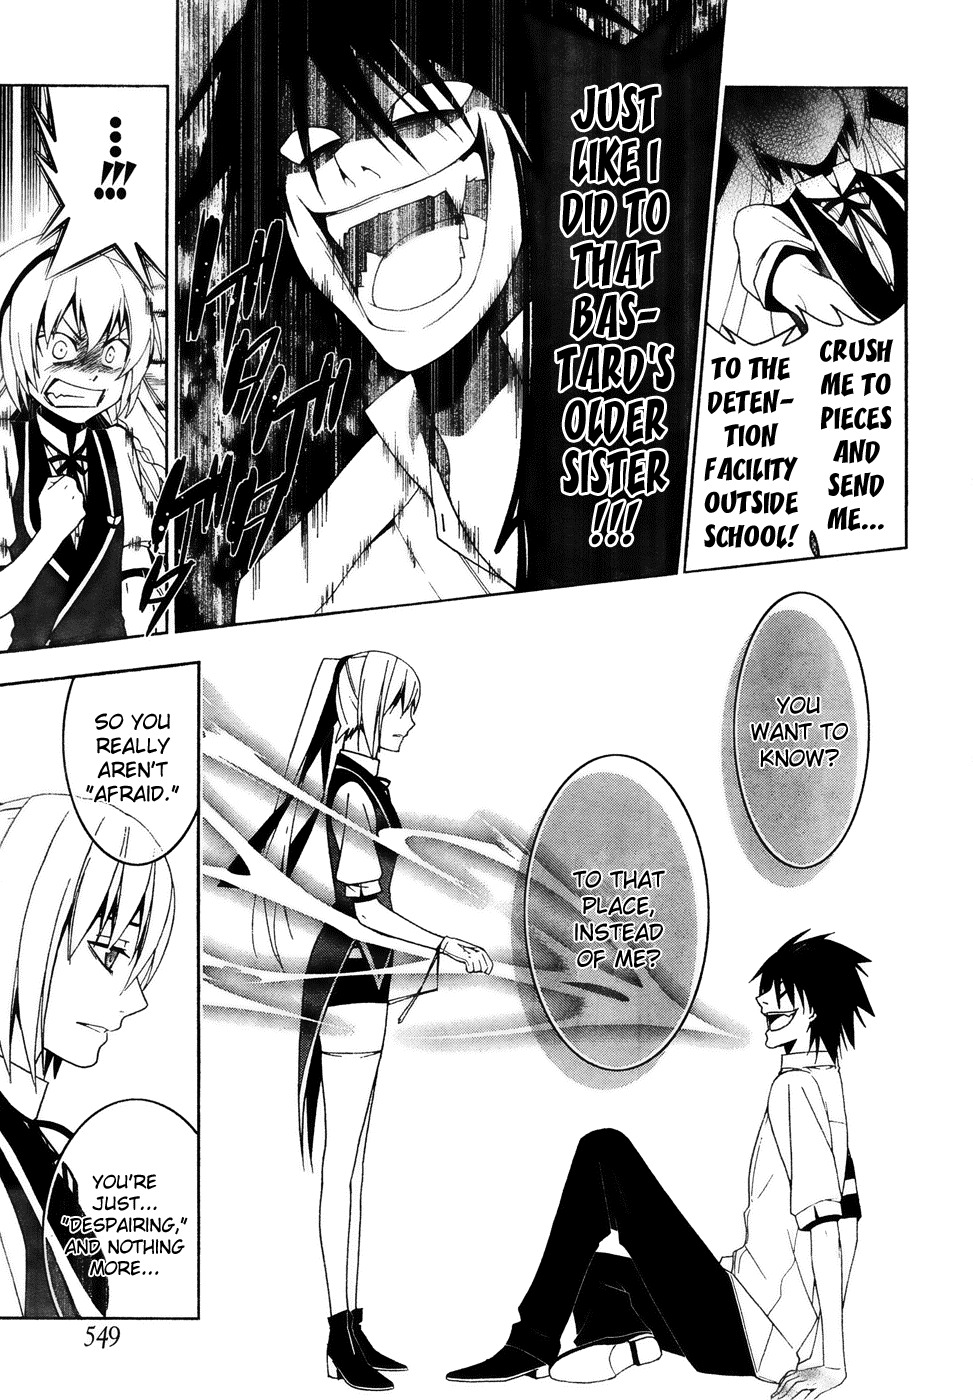 CRUSH
ME TO
PIECES
AND
SEND
ME...
TO THE
DETEN-
TION
FACILITY
OUTSIDE
SCHOOL!
JUST
LIKE I
DID TO
THAT
BAS-
TARD'S
OLDER
SISTER
!!!
...!!!
YOU
WANT TO
KNOW?
TO THAT
PLACE,
INSTEAD
OF ME?
SO YOU
REALLY
AREN'T
"AFRAID."
YOU'RE
JUST...
"DESPAIRING,"
AND NOTHING
MORE...
549